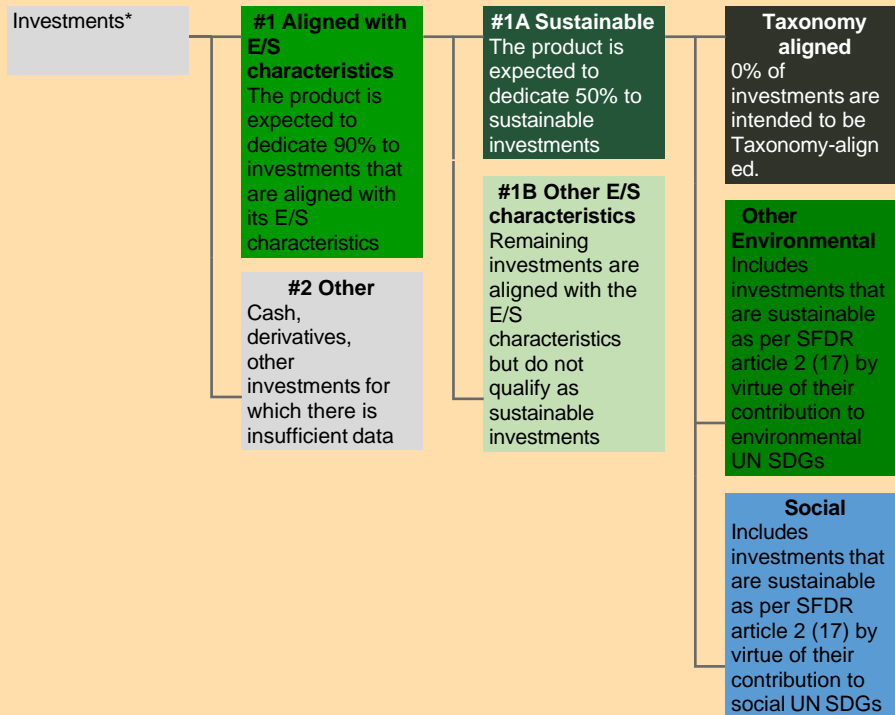 Investments*
#1 Aligned with
E/S
characteristics
The product is
expected to
dedicate 90% to
investments that
are aligned with
its E/S
characteristics
#2 Other
Cash,
derivatives,
other
investments for
which there is
insufficient data
#1A Sustainable
The product is
expected to
dedicate 50% to
sustainable
investments
#1B Other E/S
characteristics
Remaining
investments are
aligned with the
E/S
characteristics
but do not
qualify as
sustainable
investments
Taxonomy
aligned
0% of
investments are
intended to be
Taxonomy-align
ed.
Other
Environmental
Includes
investments that
are sustainable
as per SFDR
article 2 (17) by
virtue of their
contribution to
environmental
UN SDGs
Social
Includes
investments that
are sustainable
as per SFDR
article 2 (17) by
virtue of their
contribution to
social UN SDGs